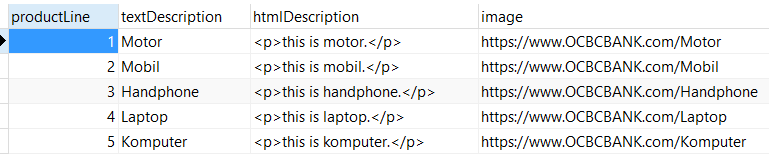 productLine textDescription htmlDescription image
1 Motor <p>this is motor.</p> https://www.OCBCBANK.com/Motor
2 Mobil <p>this is mobil.</p> https://www.OCBCBANK.com/Mobil
3 Handphone <p>this is handphone.</p> https://www.OCBCBANK.com/Handphone
4 Laptop <p>this is laptop.</p> https://www.OCBCBANK.com/Laptop
5 Komputer <p>this is komputer.</p> https://www.OCBCBANK.com/Komputer